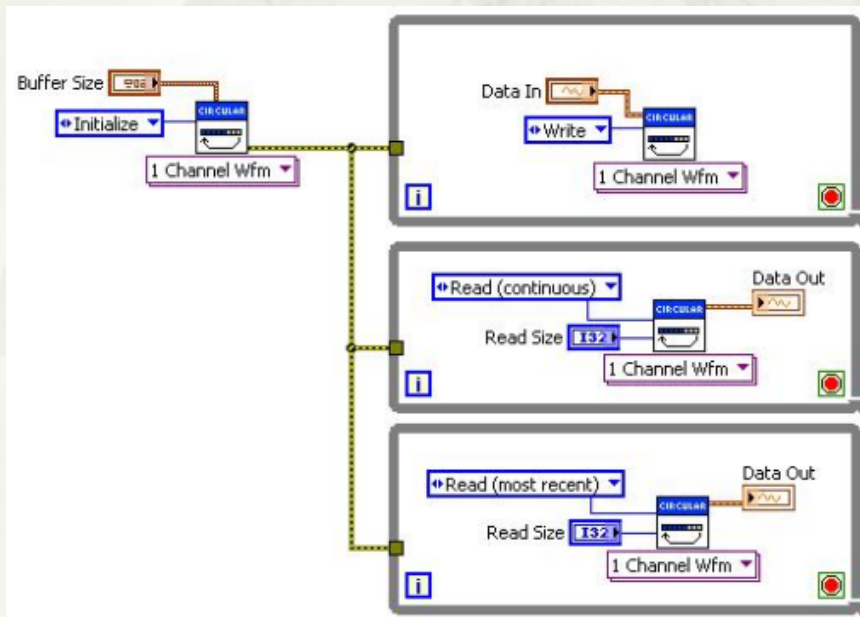 Buffer Size
Initialize
CIRCULAR
1 Channel Wfm
Data In
Write
CIRCULAR
1 Channel Wfm
i
Read (continuous)
Data Out
Read Size
I32
CIRCULAR
1 Channel Wfm
i
Read (most recent)
Data Out
Read Size
I32
CIRCULAR
1 Channel Wfm
i